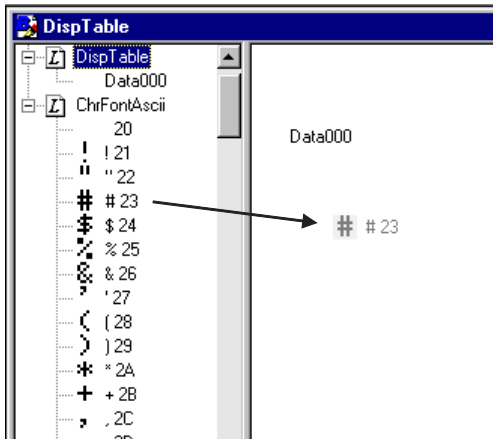 DispTable
DispTable
Data000
ChrFontAscii
20
! ! 21
" " 22
# # 23
$ $ 24
% % 25
& & 26
' ' 27
( ( 28
) ) 29
* * 2A
+ + 2B
, , 2C
Data000
# # 23